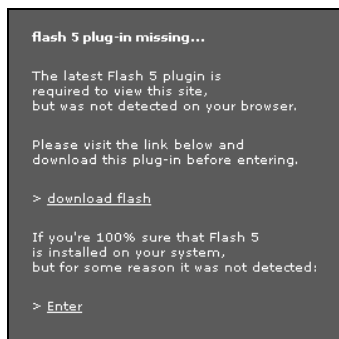 flash 5 plug-in missing...
The latest Flash 5 plugin is
required to view this site,
but was not detected on your browser.
Please visit the link below and
download this plug-in before entering.
> download flash
If you're 100% sure that Flash 5
is installed on your system,
but for some reason it was not detected:
> Enter